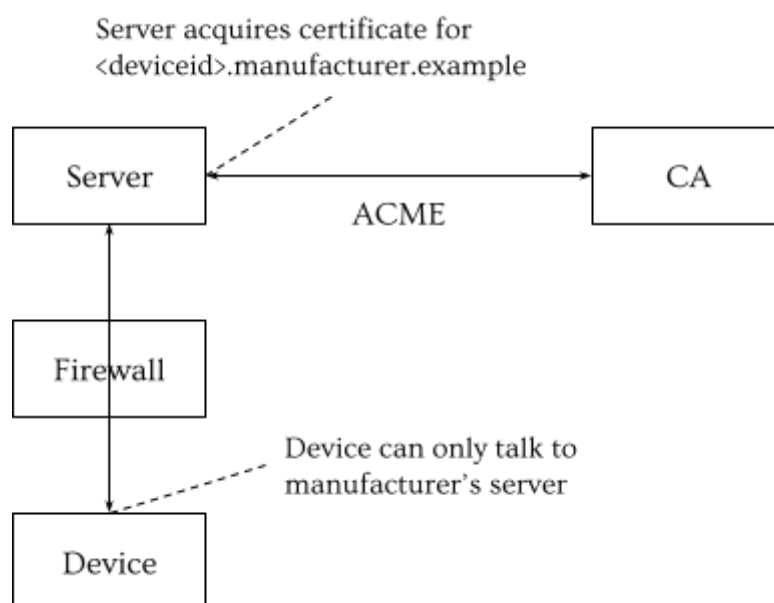 Server acquires certificate for
<deviceid>.manufacturer.example
Server
CA
ACME
Firewall
Device can only talk to
manufacturer’s server
Device